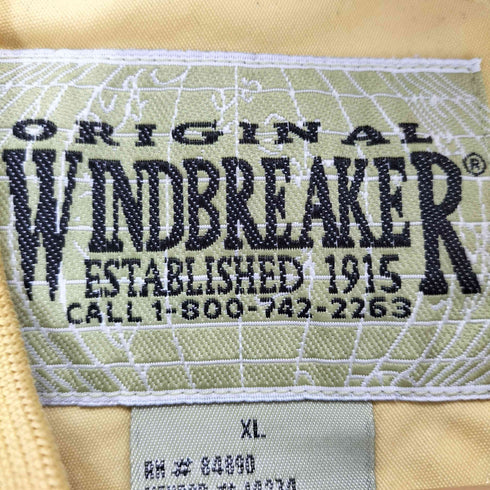 ORIGINAL
WINDBREAKER®
ESTABLISHED 1915
CALL 1-800-742-2263
XL
RN # 84890